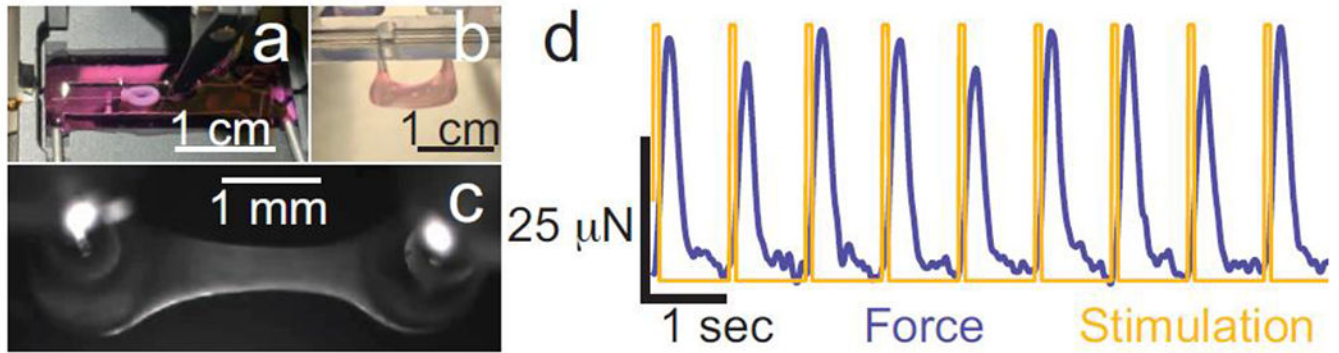 a
1 cm
b
1 cm
1 mm
c
d
25 μN
1 sec
Force
Stimulation